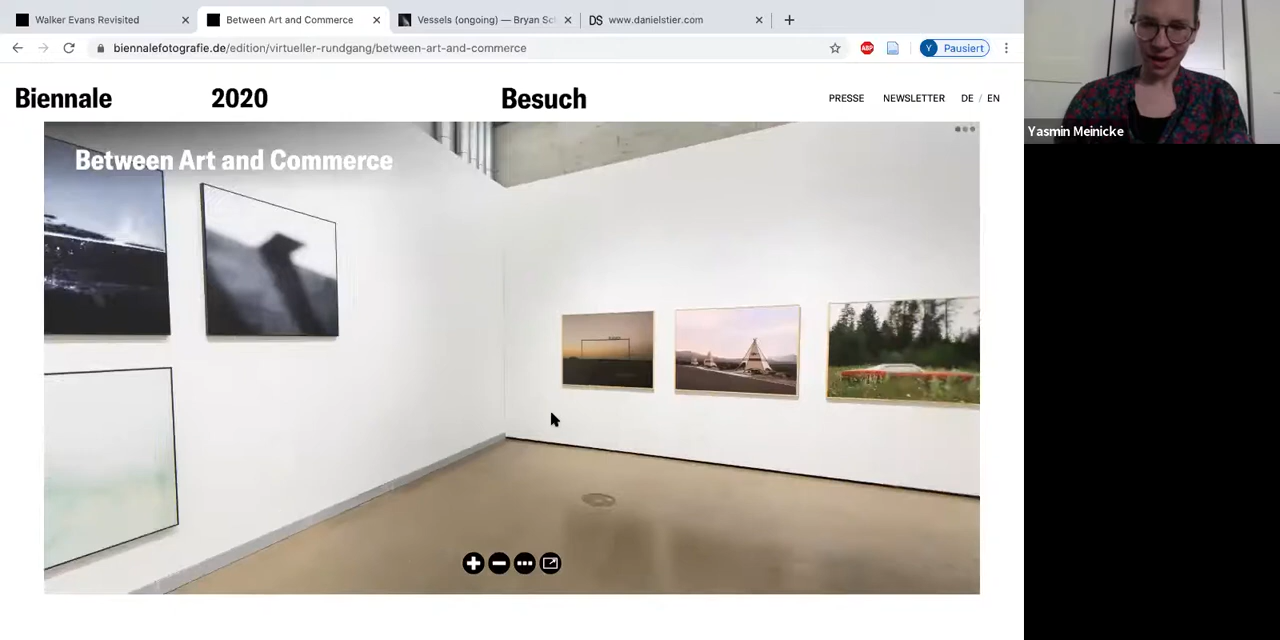 Walker Evans Revisited
Between Art and Commerce
Vessels (ongoing) — Bryan Sc
DS www.danielstier.com
biennalefotografie.de/edition/virtueller-rundgang/between-art-and-commerce
ABP
Y Pausiert
Biennale 2020 Besuch PRESSE NEWSLETTER DE / EN
Between Art and Commerce
Yasmin Meinicke